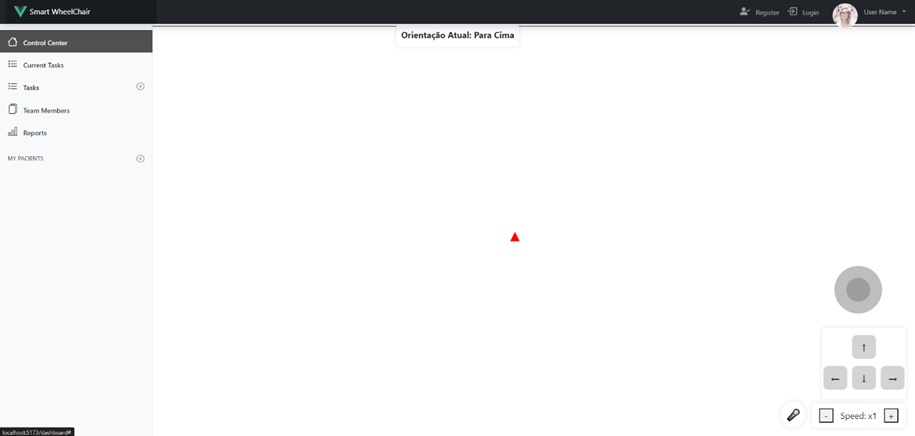 Smart WheelChair
Register
Login
User Name
Orientação Atual: Para Cima
Control Center
Current Tasks
Tasks
Team Members
Reports
MY PACIENTS
↑
← ↓ →
- Speed: x1 +
localhost:5173/dashboard#